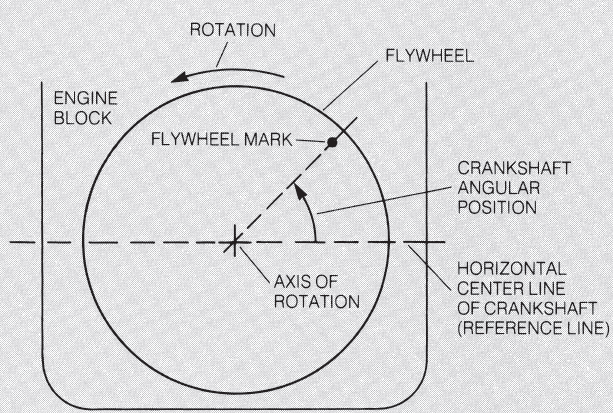 ROTATION
FLYWHEEL
ENGINE
BLOCK
FLYWHEEL MARK
CRANKSHAFT
ANGULAR
POSITION
AXIS OF
ROTATION
HORIZONTAL
CENTER LINE
OF CRANKSHAFT
(REFERENCE LINE)